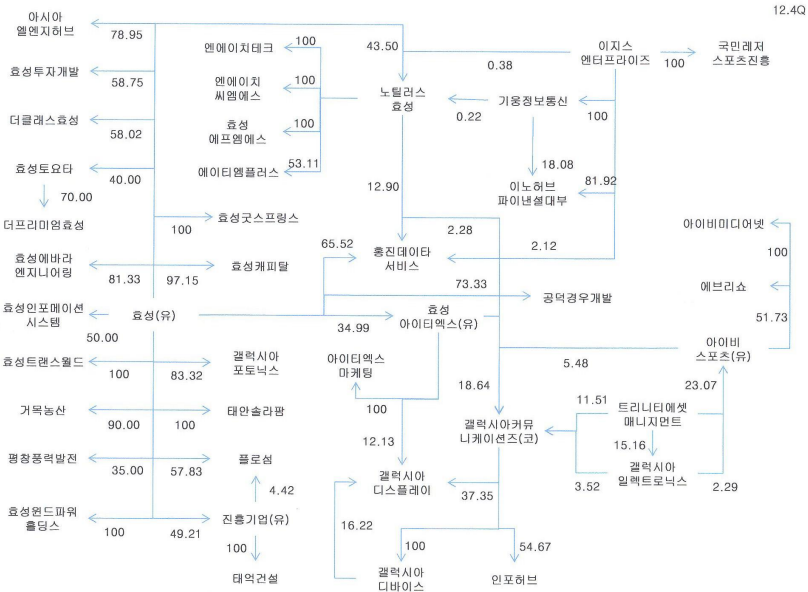 12.4Q
아시아
엘엔지허브
78.95
엔에이치테크
100
43.50
이지스
엔터프라이즈
0.38
100
국민레저
스포츠진흥
효성투자개발
58.75
엔에이치
씨엠에스
100
노틸러스
효성
기웅정보통신
0.22
100
더클래스효성
58.02
효성
에프엠에스
100
효성토요타
40.00
에이티엠플러스
53.11
18.08
81.92
이노허브
파이낸셜대부
70.00
12.90
더프리미엄효성
100
효성굿스프링스
2.28
2.12
아이비미디어넷
100
효성에바라
엔지니어링
81.33
97.15
효성캐피탈
65.52
홍진데이타
서비스
73.33
에브리쇼
51.73
공덕경우개발
효성인포메이션
시스템
50.00
효성(유)
34.99
효성
아이티엑스(유)
아이비
스포츠(유)
5.48
효성트랜스월드
100
83.32
갤럭시아
포토닉스
아이티엑스
마케팅
100
18.64
23.07
거목농산
90.00
100
태안솔라팜
12.13
갤럭시아커뮤
니케이션즈(코)
11.51
트리니티에셋
매니지먼트
15.16
평창풍력발전
35.00
57.83
플로섬
4.42
갤럭시아
디스플레이
37.35
3.52
갤럭시아
일렉트로닉스
2.29
효성윈드파워
홀딩스
100
49.21
진흥기업(유)
100
16.22
100
54.67
태억건설
갤럭시아
디바이스
인포허브